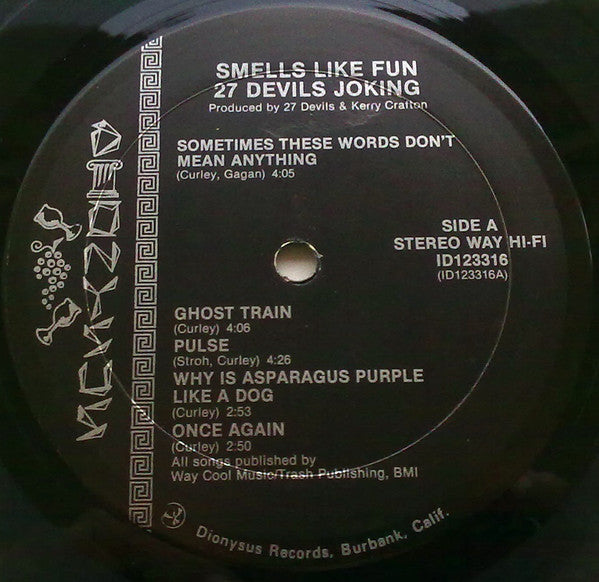 SMELLS LIKE FUN
27 DEVILS JOKING
Produced by 27 Devils & Kerry Crafton
SOMETIMES THESE WORDS DON'T
MEAN ANYTHING
(Curley, Gagan) 4:05
SIDE A
STEREO WAY HI-FI
ID123316
(ID123316A)
GHOST TRAIN
(Curley) 4:06
PULSE
(Stroh, Curley) 4:26
WHY IS ASPARAGUS PURPLE
LIKE A DOG
(Curley) 2:53
ONCE AGAIN
(Curley) 2:50
All songs published by
Way Cool Music/Trash Publishing, BMI
Dionysus Records, Burbank, Calif.
DIONYSUS